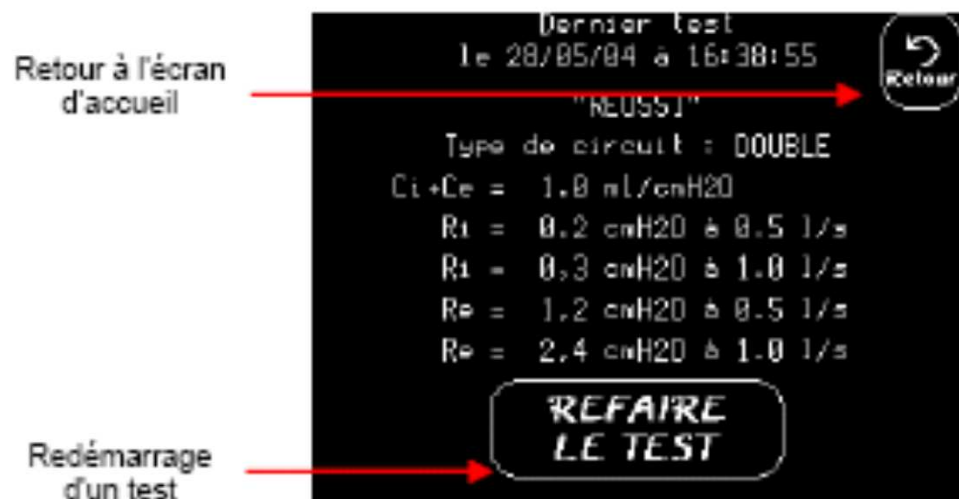 Dernier test
le 28/05/04 à 16:38:55
Retour
Retour à l'écran
d'accueil
"REUSSI"
Type de circuit : DOUBLE
Ci+Ce = 1.0 ml/cmH2O
Ri = 0.2 cmH2O à 0.5 l/s
Ri = 0,3 cmH2O à 1.0 l/s
Re = 1,2 cmH2O à 0.5 l/s
Re = 2,4 cmH2O à 1.0 l/s
REFAIRE
LE TEST
Redémarrage
d'un test